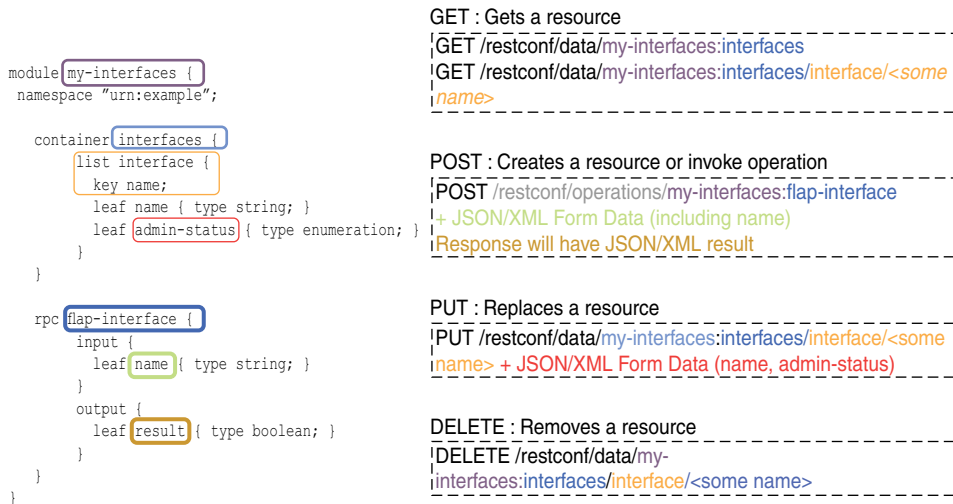 module my-interfaces {
namespace ”urn:example”;
container interfaces {
list interface {
key name;
leaf name { type string; }
leaf admin-status { type enumeration; }
}
}
rpc flap-interface {
input {
leaf name { type string; }
}
output {
leaf result { type boolean; }
}
}
}
GET : Gets a resource
GET /restconf/data/my-interfaces:interfaces
GET /restconf/data/my-interfaces:interfaces/interface/<some
name>
POST : Creates a resource or invoke operation
POST /restconf/operations/my-interfaces:flap-interface
+ JSON/XML Form Data (including name)
Response will have JSON/XML result
PUT : Replaces a resource
PUT /restconf/data/my-interfaces:interfaces/interface/<some
name> + JSON/XML Form Data (name, admin-status)
DELETE : Removes a resource
DELETE /restconf/data/my-
interfaces:interfaces/interface/<some name>